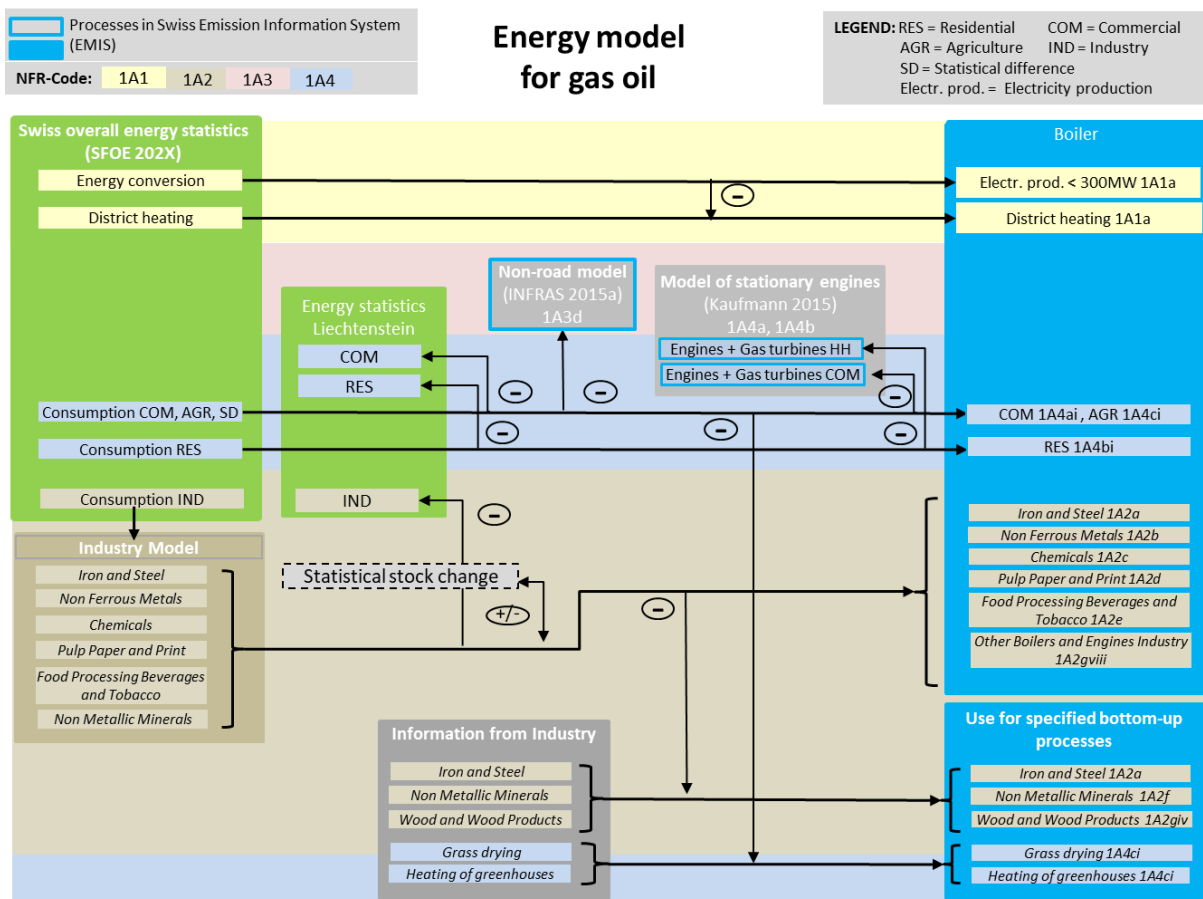 Processes in Swiss Emission Information System
(EMIS)
NFR-Code: 1A1 1A2 1A3 1A4
Energy model
for gas oil
LEGEND: RES = Residential COM = Commercial
AGR = Agriculture IND = Industry
SD = Statistical difference
Electr. prod. = Electricity production
Swiss overall energy statistics
(SFOE 202X)
Energy conversion
District heating
Boiler
Electr. prod. < 300MW 1A1a
District heating 1A1a
-
Energy statistics
Liechtenstein
COM
RES
Non-road model
(INFRAS 2015a)
1A3d
Model of stationary engines
(Kaufmann 2015)
1A4a, 1A4b
Engines + Gas turbines HH
Engines + Gas turbines COM
-
-
-
Consumption COM, AGR, SD
COM 1A4ai , AGR 1A4ci
-
-
-
Consumption RES
RES 1A4bi
Consumption IND
IND
-
Industry Model
Iron and Steel
Non Ferrous Metals
Chemicals
Pulp Paper and Print
Food Processing Beverages
and Tobacco
Non Metallic Minerals
Statistical stock change
+/-
-
Iron and Steel 1A2a
Non Ferrous Metals 1A2b
Chemicals 1A2c
Pulp Paper and Print 1A2d
Food Processing Beverages and
Tobacco 1A2e
Other Boilers and Engines Industry
1A2gviii
Information from Industry
Iron and Steel
Non Metallic Minerals
Wood and Wood Products
Grass drying
Heating of greenhouses
Use for specified bottom-up
processes
Iron and Steel 1A2a
Non Metallic Minerals 1A2f
Wood and Wood Products 1A2giv
Grass drying 1A4ci
Heating of greenhouses 1A4ci